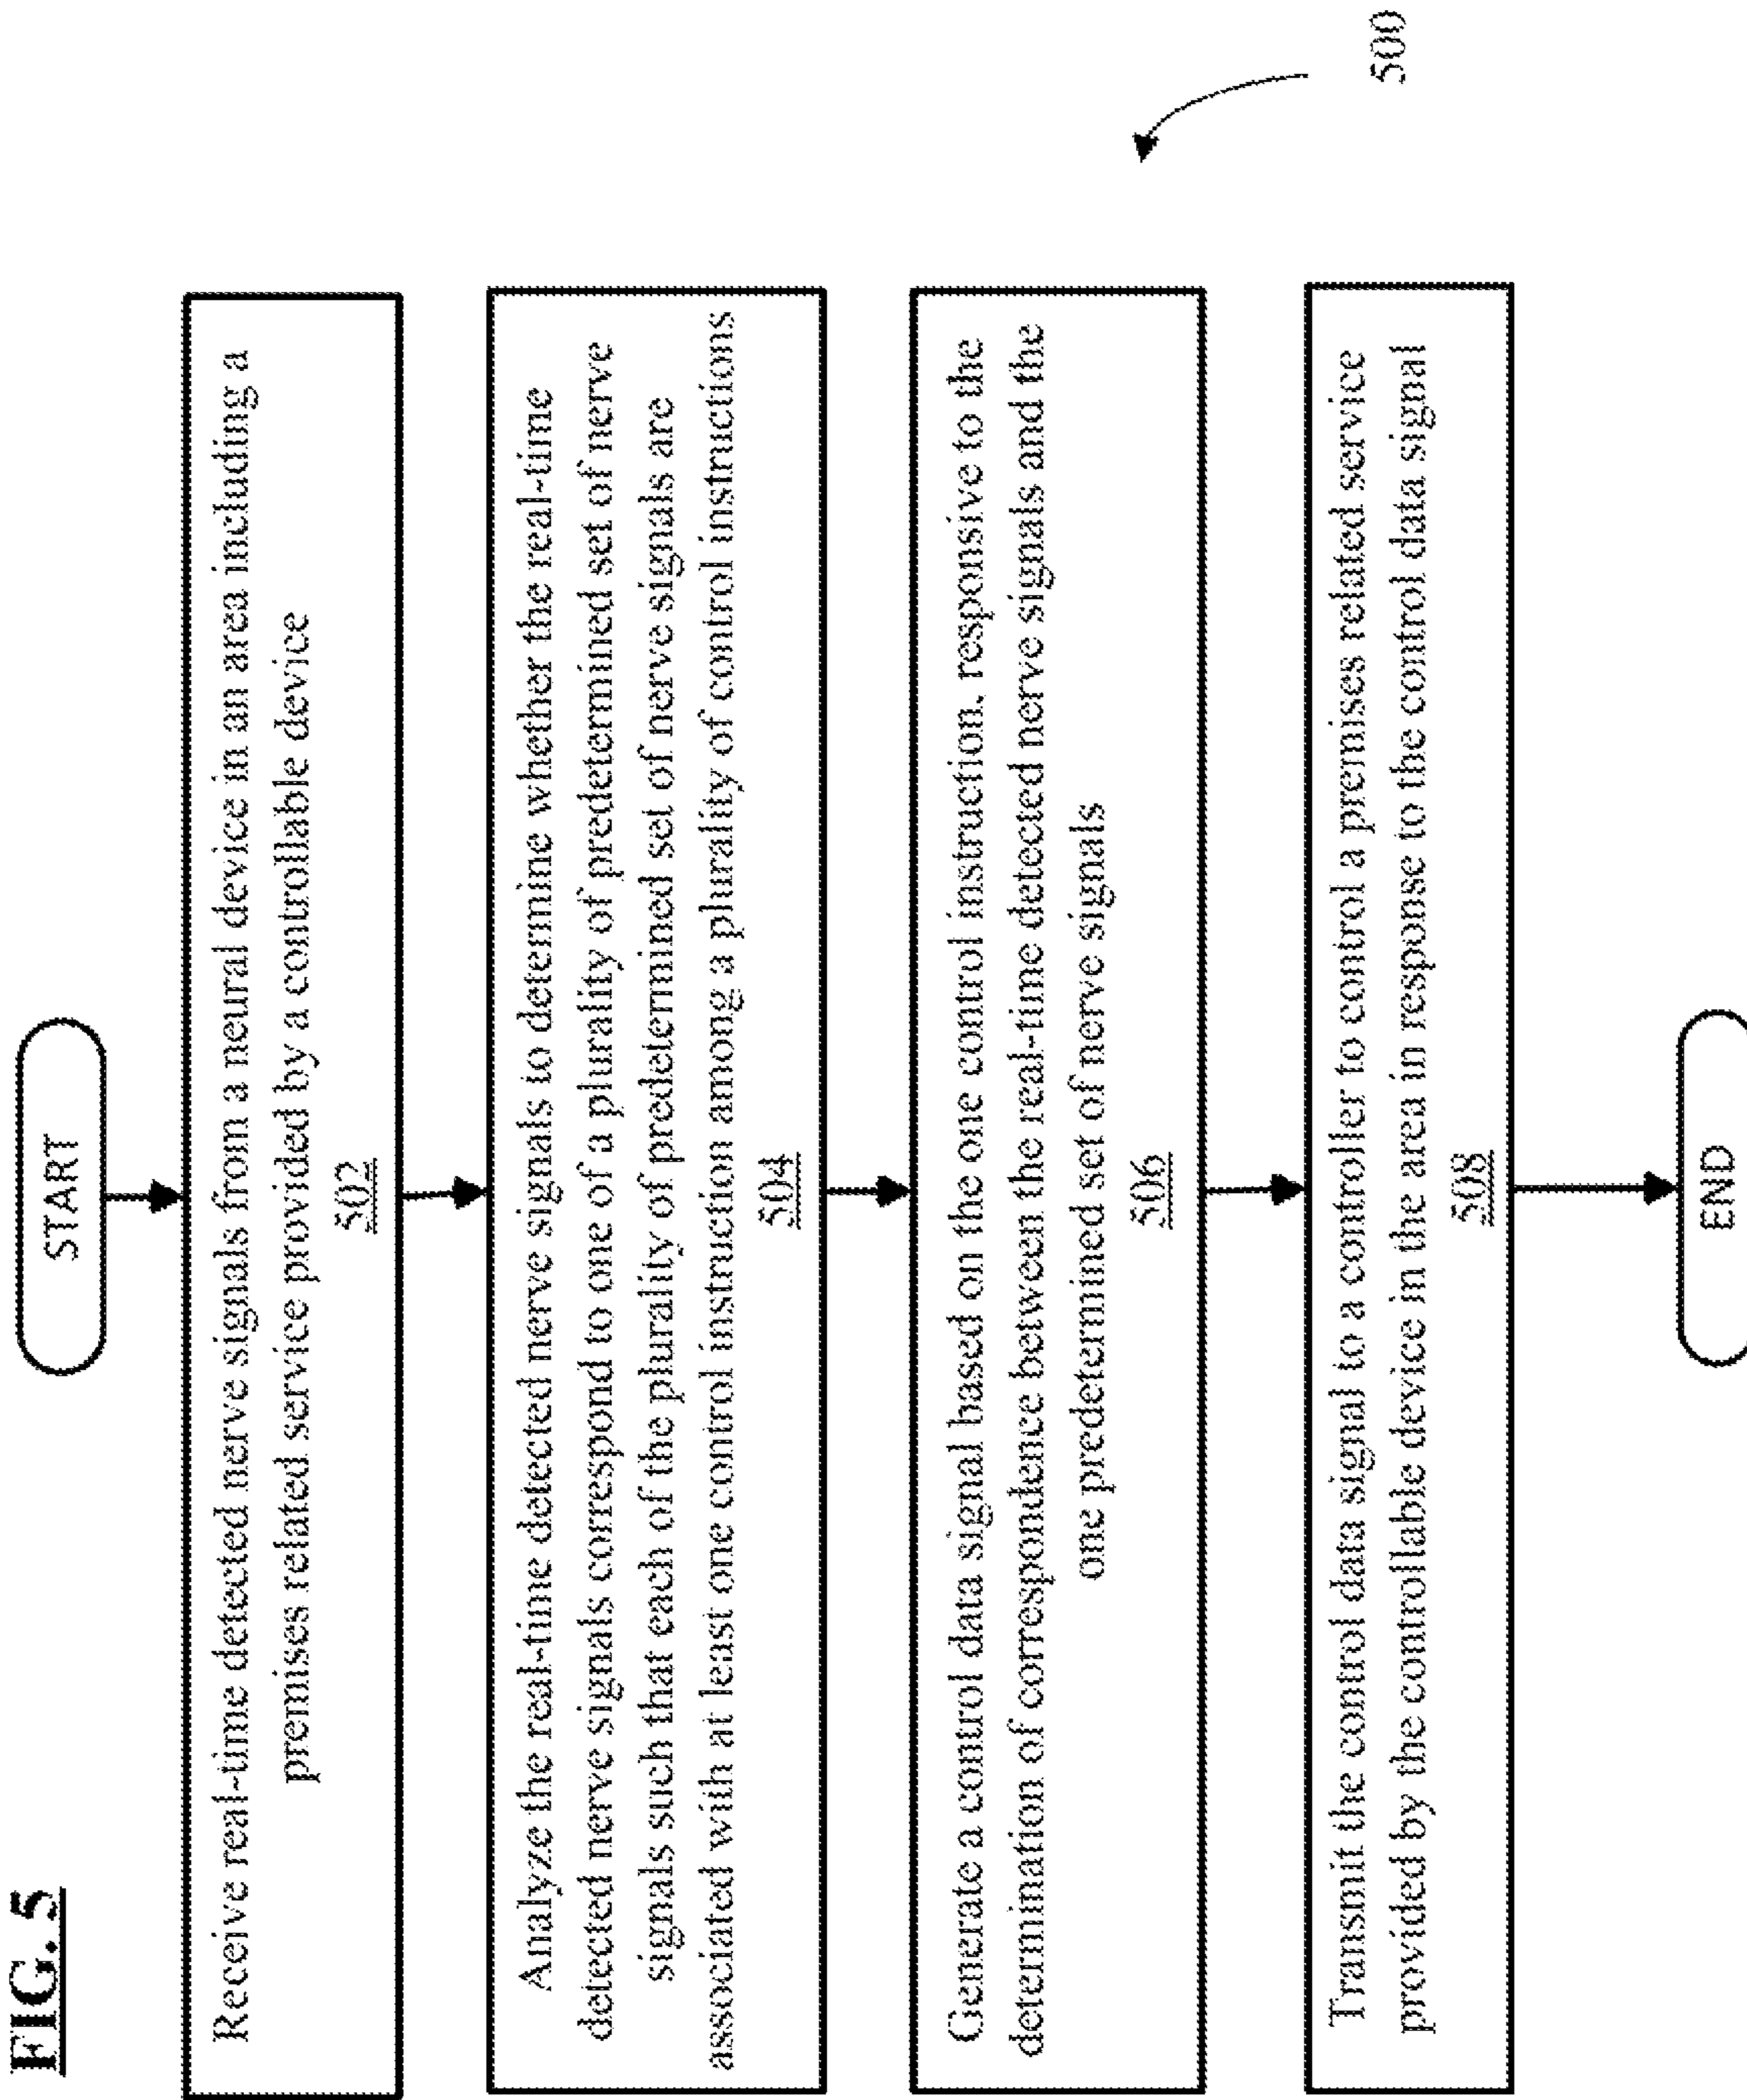 FIG. 5
START
Receive real-time detected nerve signals from a neural device in an area including a
premises related service provided by a controllable device
502
Analyze the real-time detected nerve signals to determine whether the real-time
detected nerve signals correspond to one of a plurality of predetermined set of nerve
signals such that each of the plurality of predetermined set of nerve signals are
associated with at least one control instruction among a plurality of control instructions
504
Generate a control data signal based on the one control instruction, responsive to the
determination of correspondence between the real-time detected nerve signals and the
one predetermined set of nerve signals
506
Transmit the control data signal to a controller to control a premises related service
provided by the controllable device in the area in response to the control data signal
508
END
500